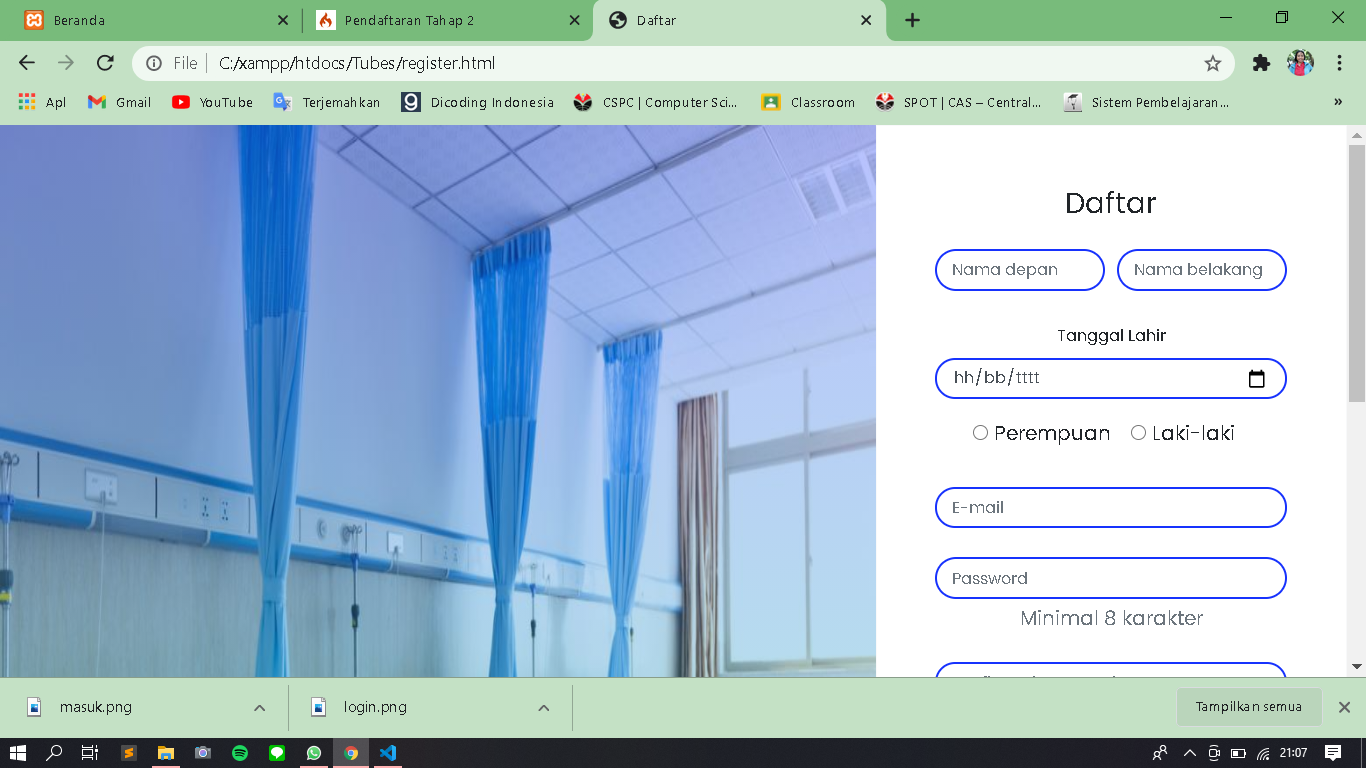 Beranda
Pendaftaran Tahap 2
Daftar
File
C:/xampp/htdocs/Tubes/register.html
Apl
Gmail
YouTube
Terjemahkan
Dicoding Indonesia
CSPC | Computer Sci...
Classroom
SPOT | CAS – Central...
Sistem Pembelajaran...
»
Daftar
Nama depan
Nama belakang
Tanggal Lahir
hh/bb/tttt
Perempuan
Laki-laki
E-mail
Password
Minimal 8 karakter
masuk.png
login.png
Tampilkan semua
21:07